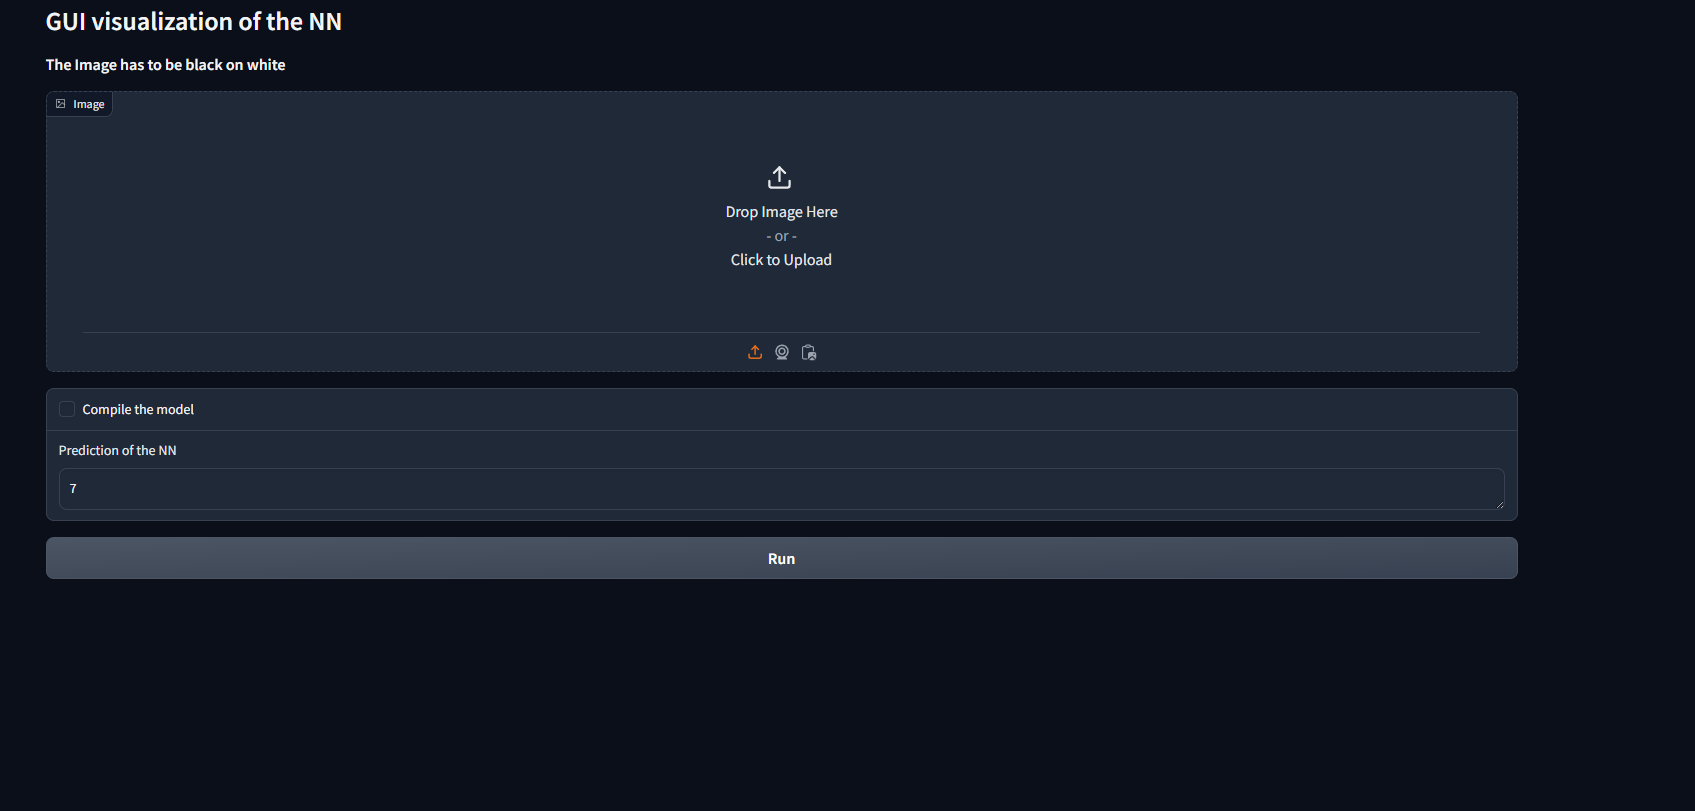 GUI visualization of the NN
The Image has to be black on white
Image
Drop Image Here
- or -
Click to Upload
Compile the model
Prediction of the NN
7
Run